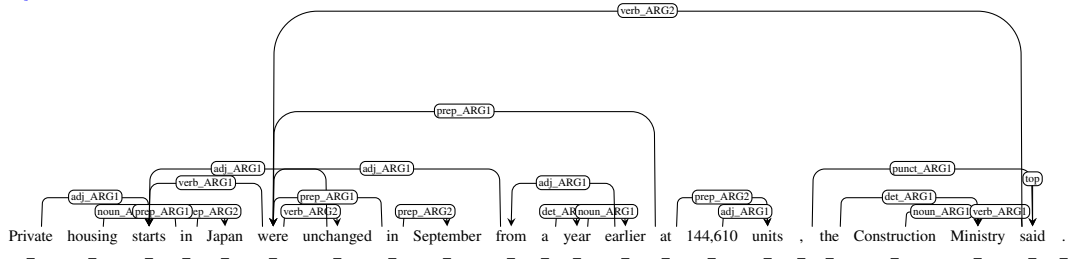 verb_ARG2
prep_ARG1
adj_ARG1 adj_ARG1 punct_ARG1
verb_ARG1 adj_ARG1 top
adj_ARG1 prep_ARG1 prep_ARG2 det_ARG1
noun_A prep_ARG1 ep_ARG2 verb_ARG2 prep_ARG2 det_AR noun_ARG1 adj_ARG1 noun_ARG1 verb_ARG1
Private housing starts in Japan were unchanged in September from a year earlier at 144,610 units , the Construction Ministry said .
_ _ _ _ _ _ _ _ _ _ _ _ _ _ _ _ _ _ _ _ _ _